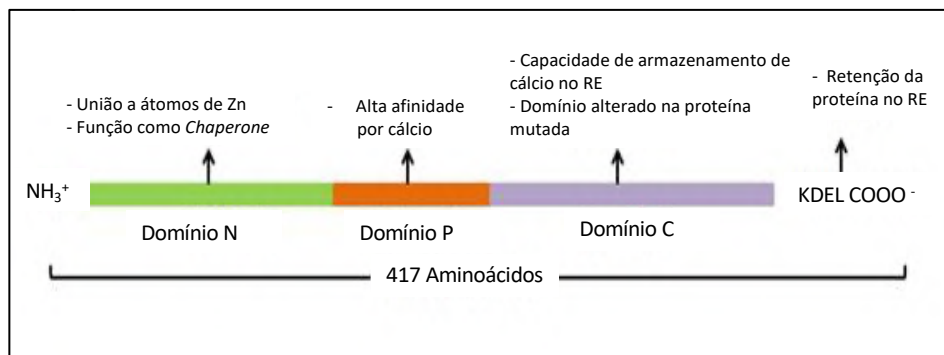 - União a átomos de Zn
- Função como Chaperone
- Alta afinidade
por cálcio
- Capacidade de armazenamento de
cálcio no RE
- Domínio alterado na proteína
mutada
- Retenção da
proteína no RE
NH₃⁺
KDEL COOO ⁻
Domínio N
Domínio P
Domínio C
417 Aminoácidos